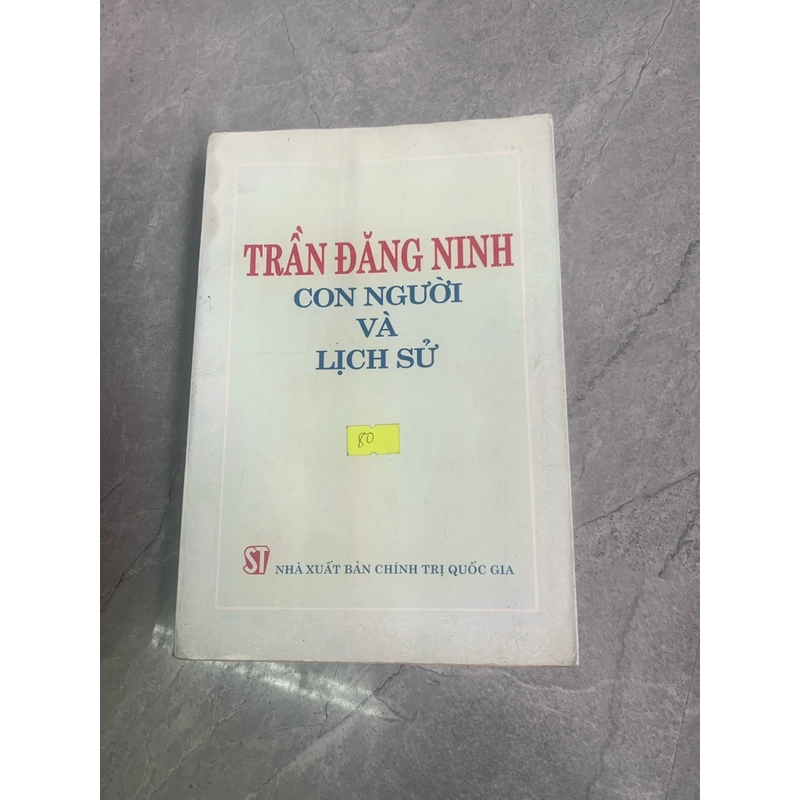 TRẦN ĐĂNG NINH
CON NGƯỜI
VÀ
LỊCH SỬ
80
ST NHÀ XUẤT BẢN CHÍNH TRỊ QUỐC GIA